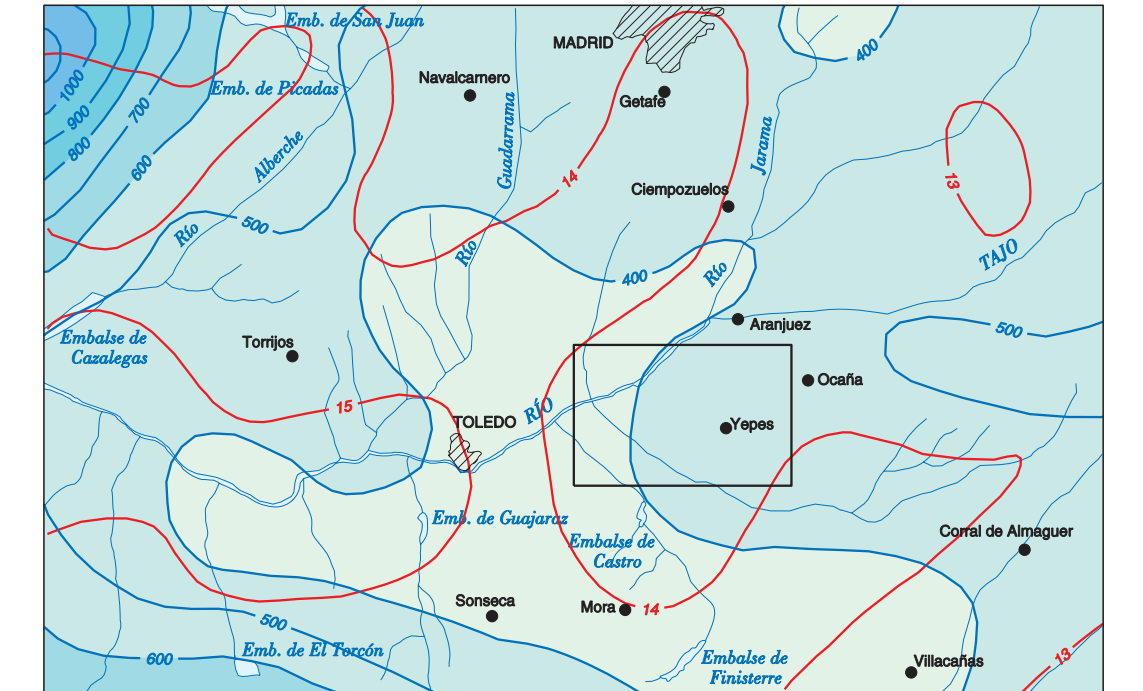 Emb. de San Juan
MADRID
14
400
1000
Navalcarnero
Emb. de Picadas
Getafe
900
700
800
600
Alberche
Guadarrama
Jarama
14
Ciempozuelos
13
Río
500
Río
TAJO
400
Río
Embalse de
Cazalegas
Torrijos
Aranjuez
500
Ocaña
15
TOLEDO
RÍO
Yepes
Emb. de Guajaraz
Embalse de
Castro
Corral de Almaguer
Sonseca
Mora
14
500
Emb. de El Torcón
600
Embalse de
Finisterre
Villacañas
13